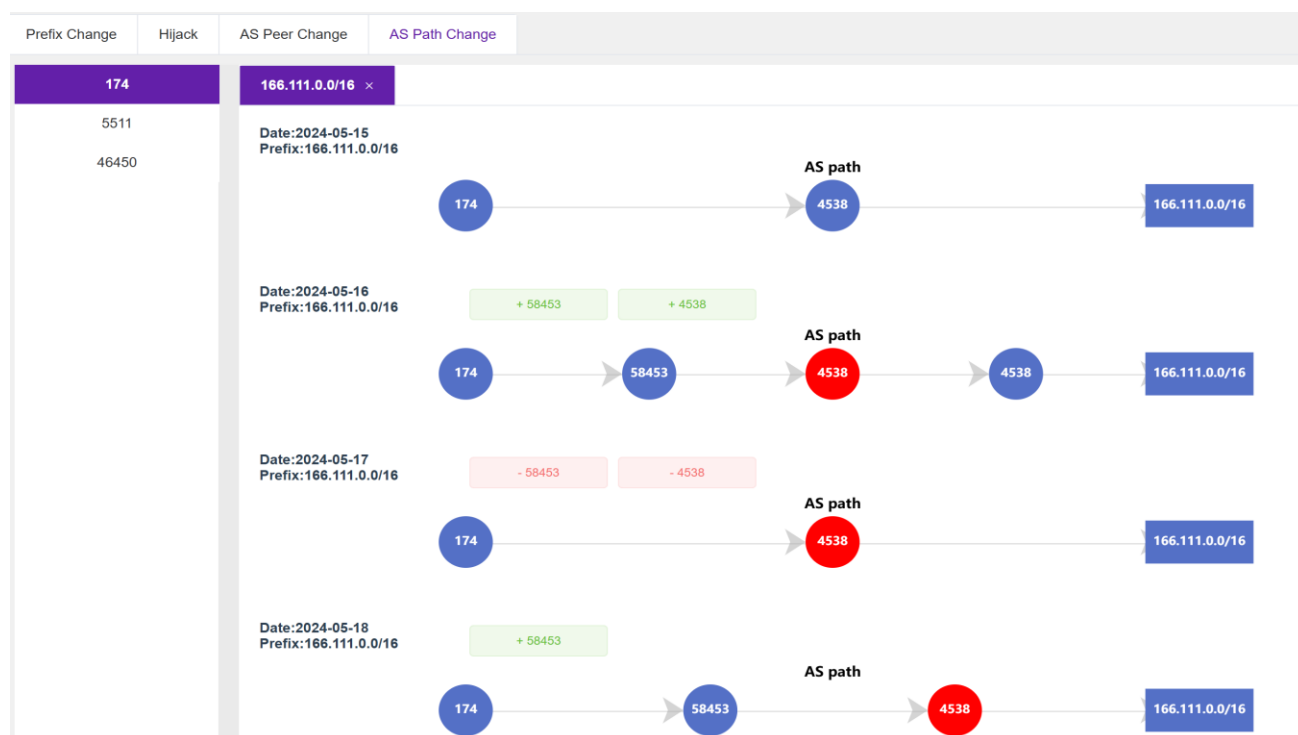 Prefix Change Hijack AS Peer Change AS Path Change
174
5511
46450
166.111.0.0/16 ×
Date:2024-05-15
Prefix:166.111.0.0/16
AS path
174 4538 166.111.0.0/16
Date:2024-05-16
Prefix:166.111.0.0/16
+ 58453 + 4538
AS path
174 58453 4538 4538 166.111.0.0/16
Date:2024-05-17
Prefix:166.111.0.0/16
- 58453 - 4538
AS path
174 4538 166.111.0.0/16
Date:2024-05-18
Prefix:166.111.0.0/16
+ 58453
AS path
174 58453 4538 166.111.0.0/16